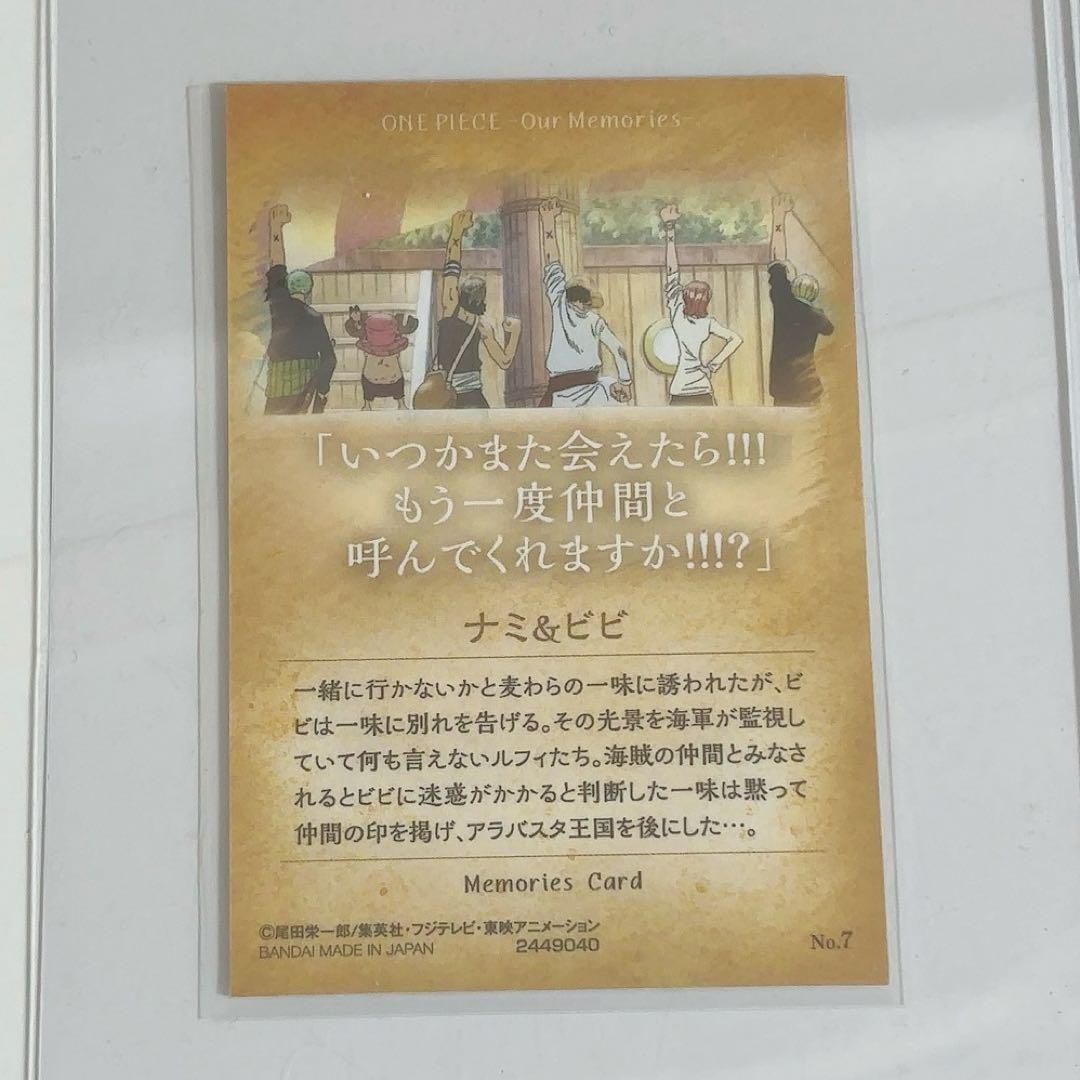 ONE PIECE -Our Memories-
「いつかまた会えたら!!!
もう一度仲間と
呼んでくれますか!!!?」
ナミ&ビビ
一緒に行かないかと麦わらの一味に誘われたが、ビ
ビは一味に別れを告げる。その光景を海軍が監視し
ていて何も言えないルフィたち。海賊の仲間とみなさ
れるとビビに迷惑がかかると判断した一味は黙って
仲間の印を掲げ、アラバスタ王国を後にした…。
Memories Card
©尾田栄一郎/集英社・フジテレビ・東映アニメーション
BANDAI MADE IN JAPAN 2449040
No.7